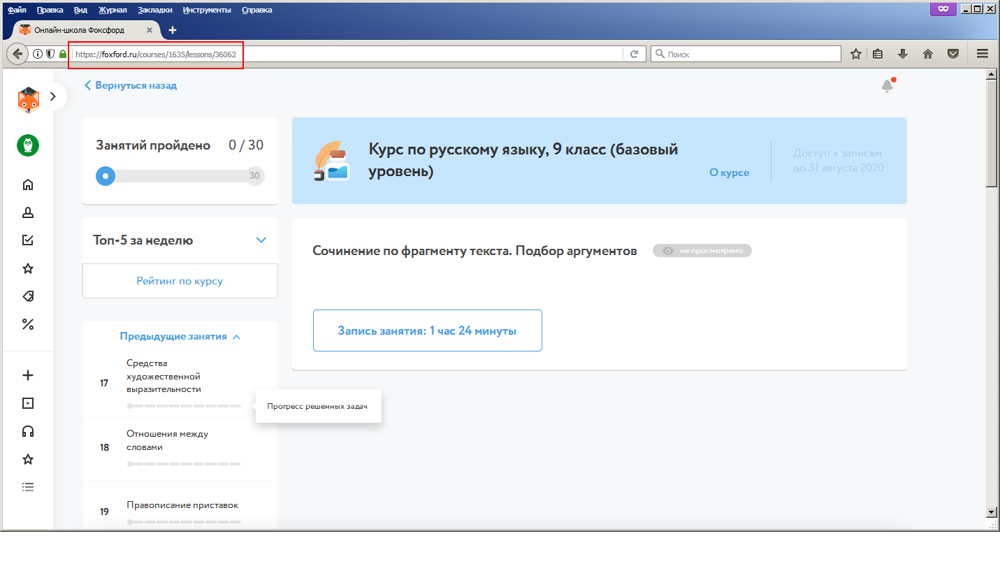 Файл Правка Вид Журнал Закладки Инструменты Справка
Онлайн-школа Фоксфорд
https://foxford.ru/courses/1635/lessons/36062
Поиск
Вернуться назад
Занятий пройдено 0 / 30
30
Курс по русскому языку, 9 класс (базовый
уровень)
О курсе
Доступ к записям
до 31 августа 2020
Топ-5 за неделю
Рейтинг по курсу
Сочинение по фрагменту текста. Подбор аргументов
не просмотрено
Запись занятия: 1 час 24 минуты
Предыдущие занятия
17
Средства
художественной
выразительности
Прогресс решенных задач
18
Отношения между
словами
19
Правописание приставок